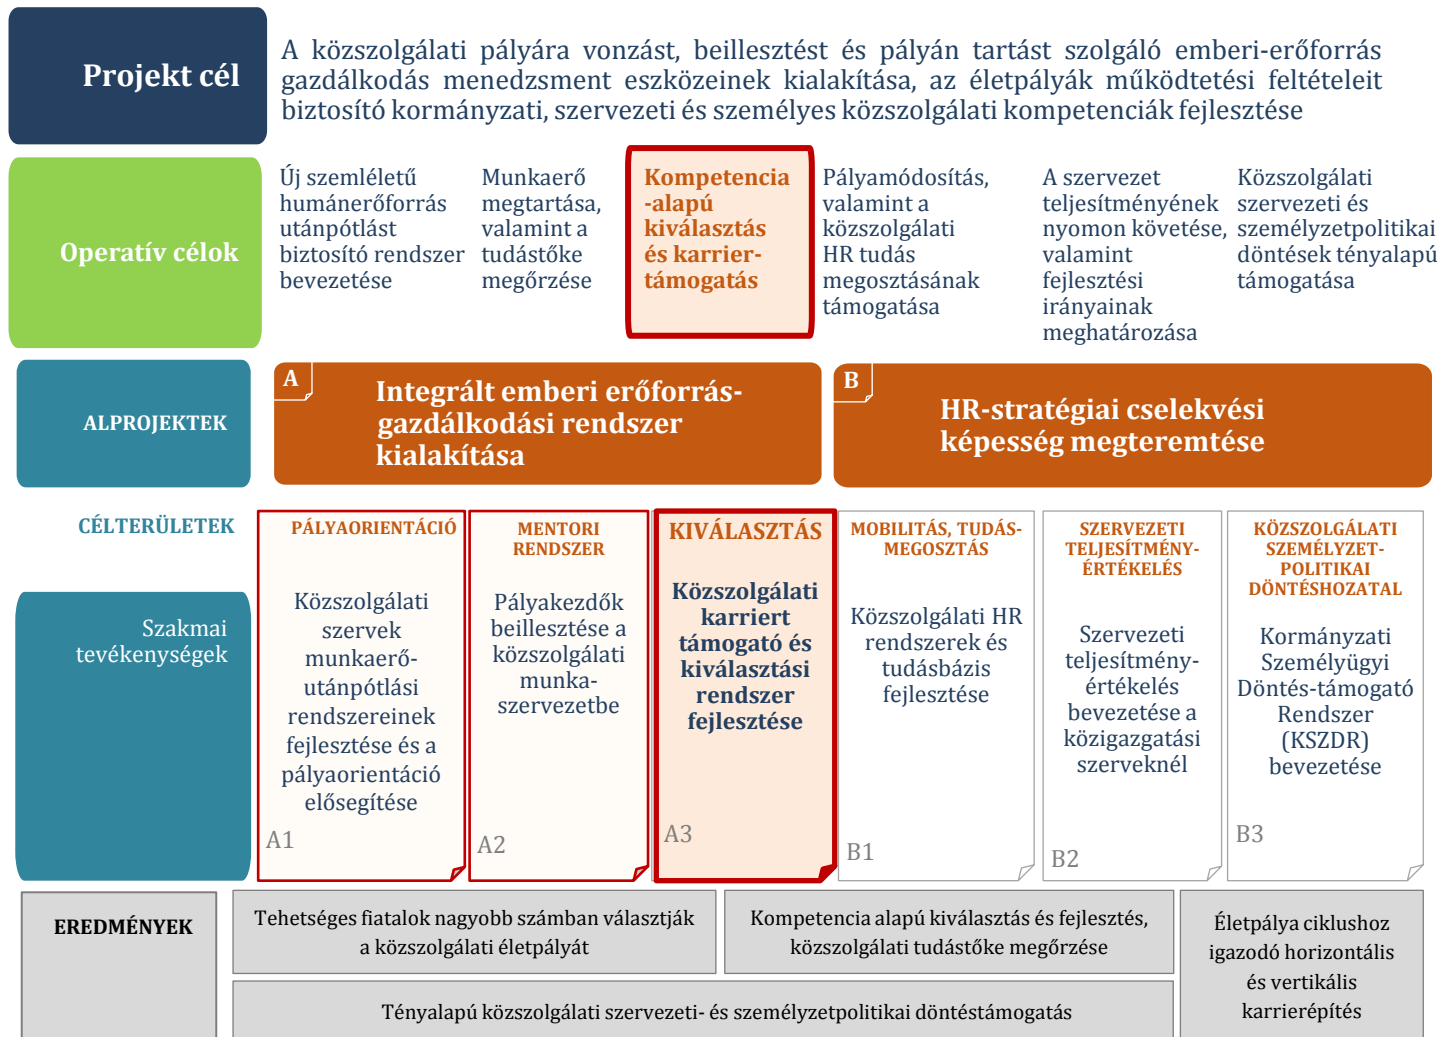 Projekt cél
A közszolgálati pályára vonzást, beillesztést és pályán tartást szolgáló emberi-erőforrás
gazdálkodás menedzsment eszközeinek kialakítása, az életpályák működtetési feltételeit
biztosító kormányzati, szervezeti és személyes közszolgálati kompetenciák fejlesztése
Operatív célok
Új szemléletű
humánerőforrás
utánpótlást
biztosító rendszer
bevezetése
Munkaerő
megtartása,
valamint a
tudástőke
megőrzése
Kompetencia
-alapú
kiválasztás
és karrier-
támogatás
Pályamódosítás,
valamint a
közszolgálati
HR tudás
megosztásának
támogatása
A szervezet
teljesítményének
nyomon követése,
valamint
fejlesztési
irányainak
meghatározása
Közszolgálati
szervezeti és
személyzetpolitikai
döntések tényalapú
támogatása
ALPROJEKTEK
A
Integrált emberi erőforrás-
gazdálkodási rendszer
kialakítása
B
HR-stratégiai cselekvési
képesség megteremtése
CÉLTERÜLETEK
Szakmai
tevékenységek
PÁLYAORIENTÁCIÓ
Közszolgálati
szervek
munkaerő-
utánpótlási
rendszereinek
fejlesztése és a
pályaorientáció
elősegítése
A1
MENTORI
RENDSZER
Pályakezdők
beillesztése a
közszolgálati
munka-
szervezetbe
A2
KIVÁLASZTÁS
Közszolgálati
karriert
támogató és
kiválasztási
rendszer
fejlesztése
A3
MOBILITÁS, TUDÁS-
MEGOSZTÁS
Közszolgálati HR
rendszerek és
tudásbázis
fejlesztése
B1
SZERVEZETI
TELJESÍTMÉNY-
ÉRTÉKELÉS
Szervezeti
teljesítmény-
értékelés
bevezetése a
közigazgatási
szerveknél
B2
KÖZSZOLGÁLATI
SZEMÉLYZET-
POLITIKAI
DÖNTÉSHOZATAL
Kormányzati
Személyügyi
Döntés-támogató
Rendszer
(KSZDR)
bevezetése
B3
EREDMÉNYEK
Tehetséges fiatalok nagyobb számban választják
a közszolgálati életpályát
Kompetencia alapú kiválasztás és fejlesztés,
közszolgálati tudástőke megőrzése
Életpálya ciklushoz
igazodó horizontális
és vertikális
karrierépítés
Tényalapú közszolgálati szervezeti- és személyzetpolitikai döntéstámogatás